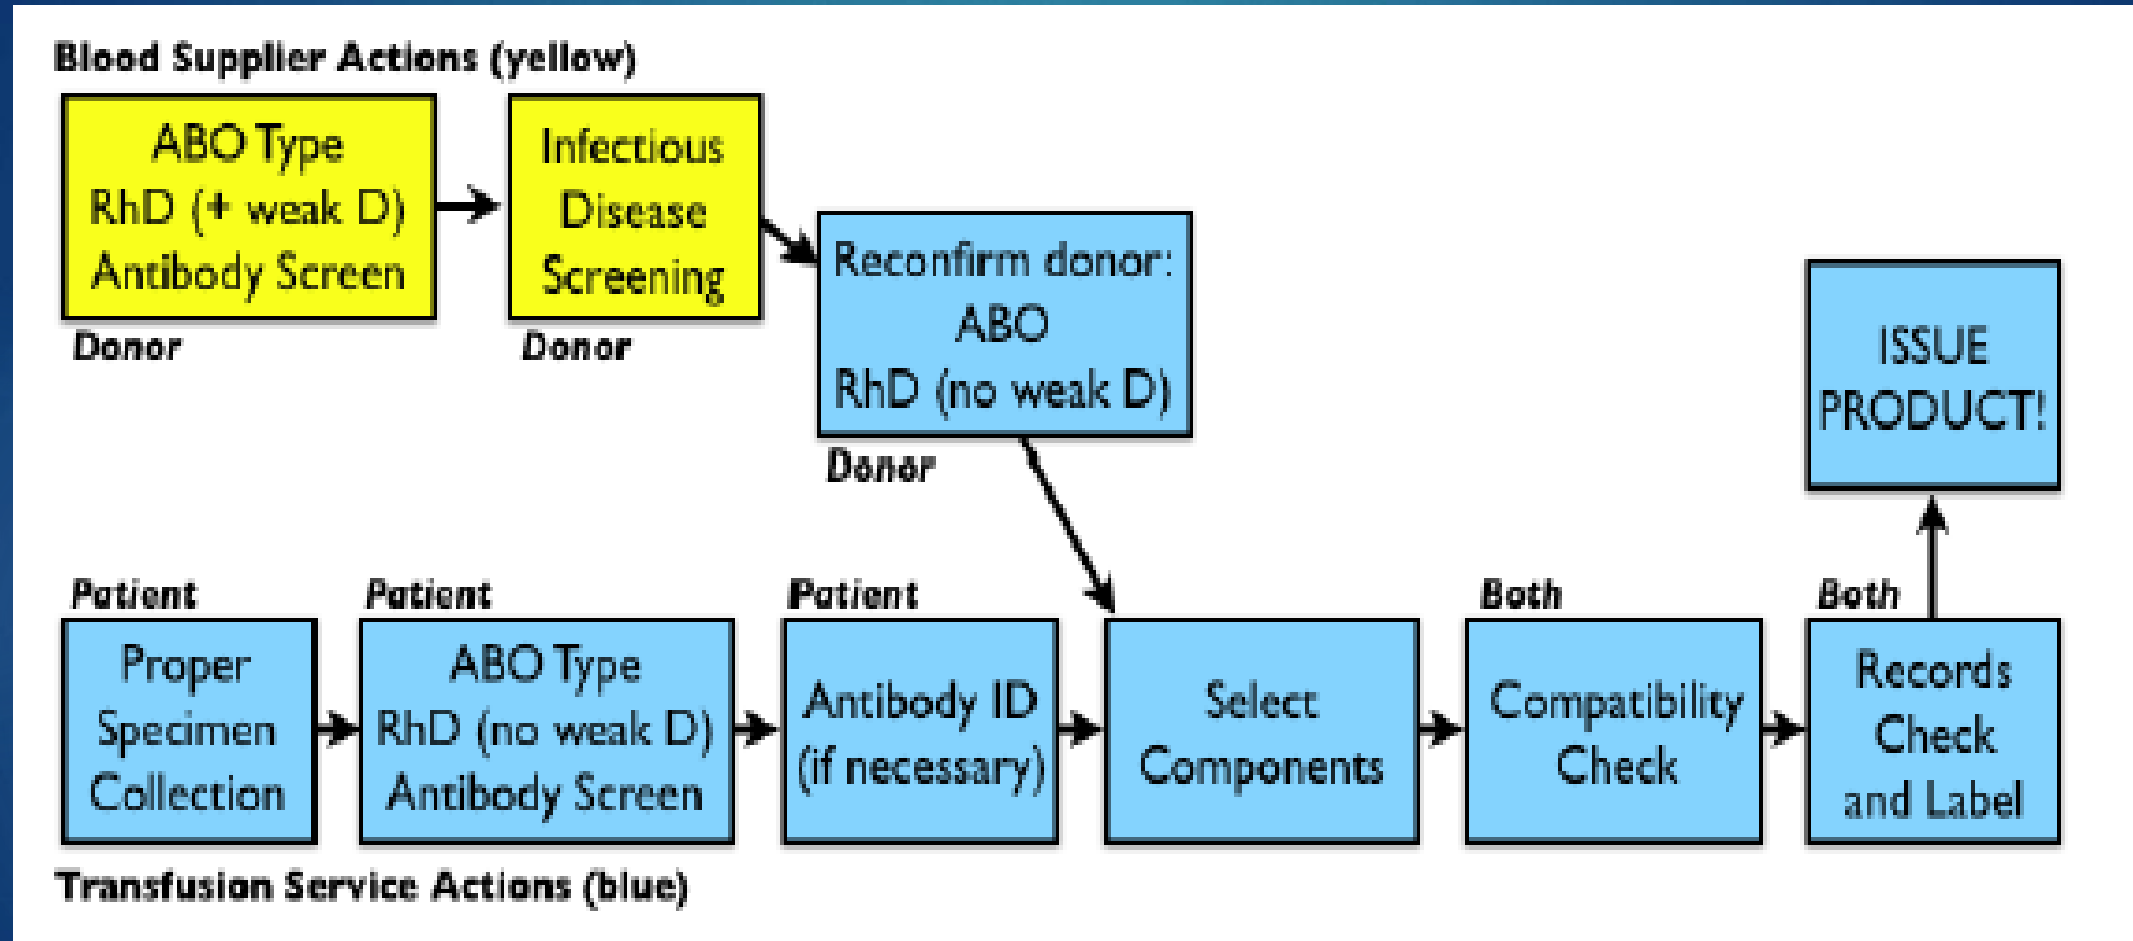 Blood Supplier Actions (yellow)
ABO Type
RhD (+ weak D)
Antibody Screen
Donor
Infectious
Disease
Screening
Donor
Reconfirm donor:
ABO
RhD (no weak D)
Donor
ISSUE
PRODUCT!
Patient
Proper
Specimen
Collection
Patient
ABO Type
RhD (no weak D)
Antibody Screen
Patient
Antibody ID
(if necessary)
Select
Components
Both
Compatibility
Check
Both
Records
Check
and Label
Transfusion Service Actions (blue)